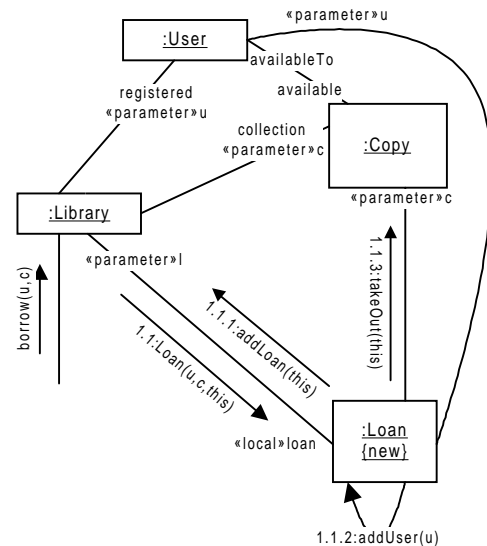 «parameter»u
:User
availableTo
available
registered
«parameter»u
collection
«parameter»c
:Copy
«parameter»c
:Library
«parameter»l
borrow(u,c)
1.1:Loan(u,c,this)
1.1.1:addLoan(this)
1.1.3:takeOut(this)
«local»loan
:Loan
{new}
1.1.2:addUser(u)